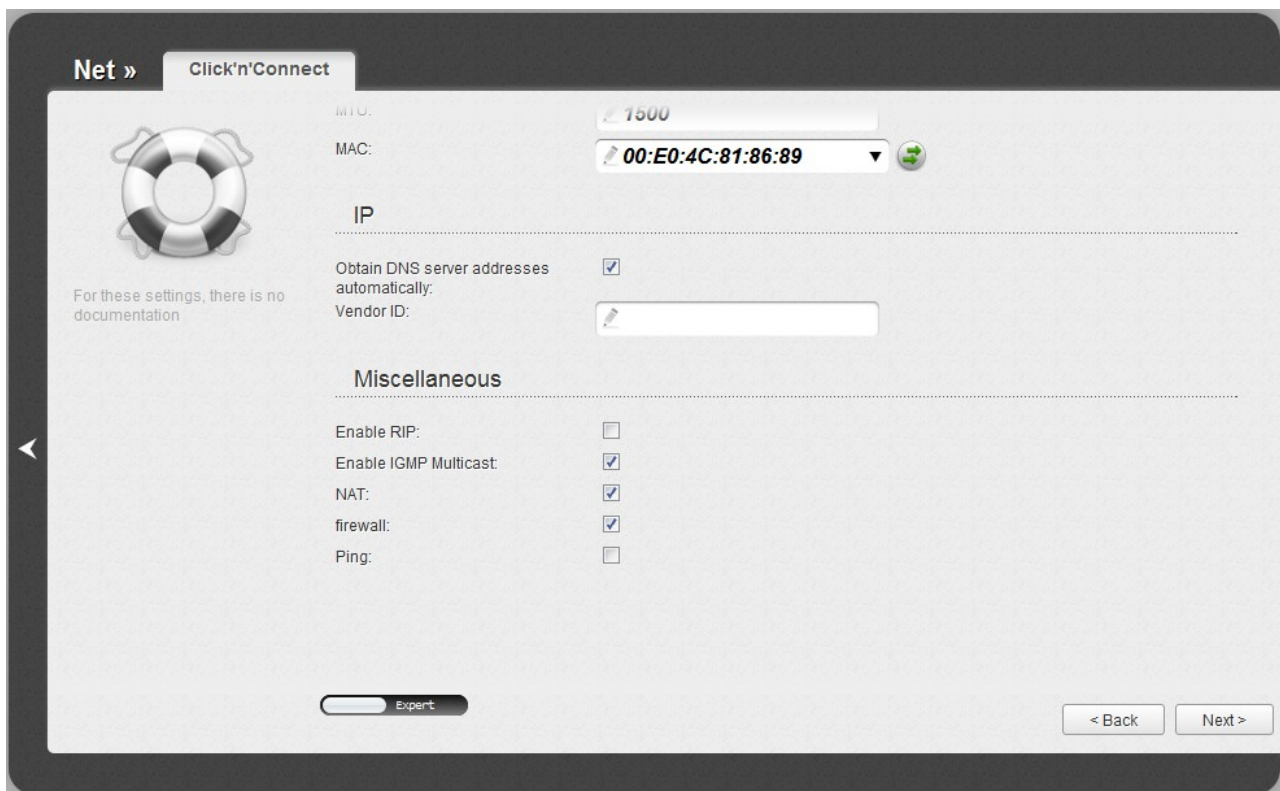 Net »
Click'n'Connect
MTU:
1500
MAC:
00:E0:4C:81:86:89
IP
Obtain DNS server addresses
automatically:
For these settings, there is no
documentation
Vendor ID:
Miscellaneous
Enable RIP:
Enable IGMP Multicast:
NAT:
firewall:
Ping:
Expert
< Back
Next >